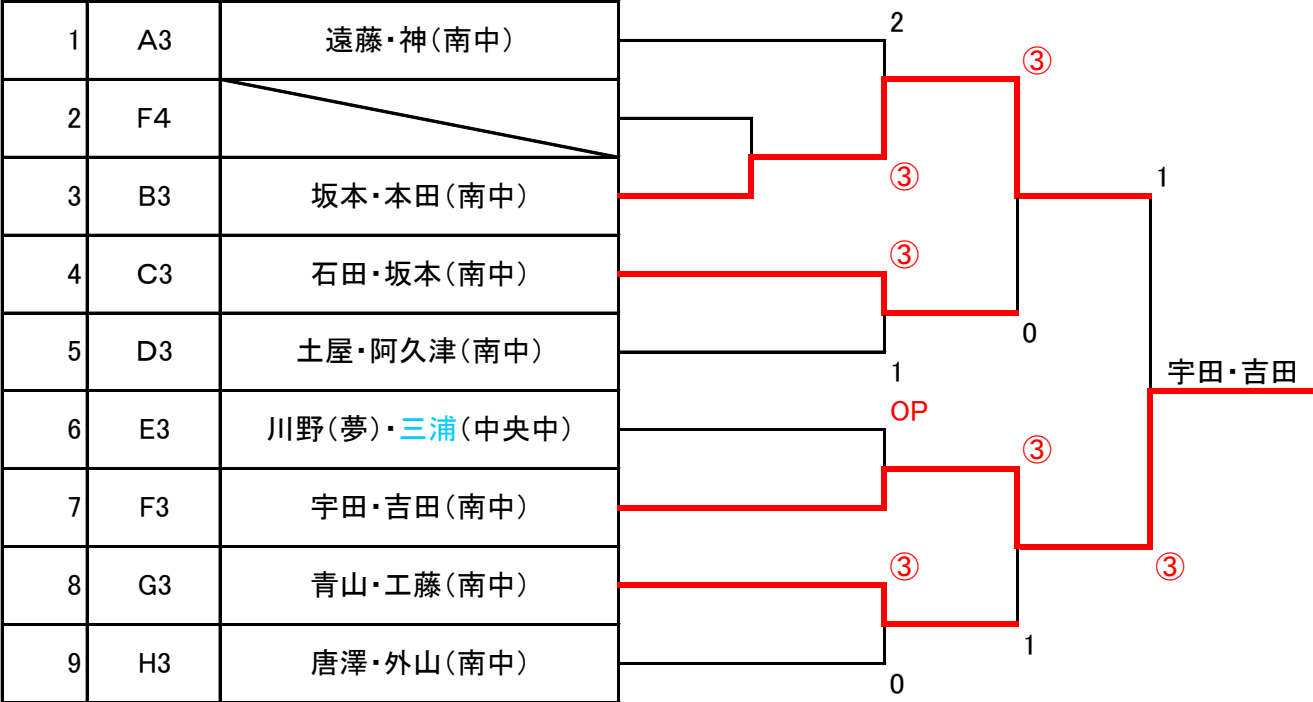 1 A3 遠藤・神(南中)
2 F4
3 B3 坂本・本田(南中)
4 C3 石田・坂本(南中)
5 D3 土屋・阿久津(南中)
6 E3 川野(夢)・三浦(中央中)
7 F3 宇田・吉田(南中)
8 G3 青山・工藤(南中)
9 H3 唐澤・外山(南中)
2
③
③
1
③
0
1
宇田・吉田
OP
③
③
③
1
0